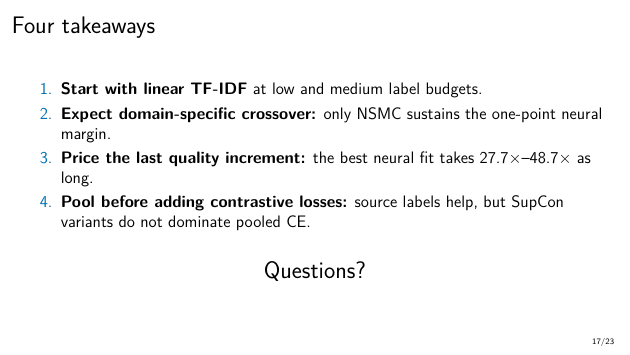 Four takeaways
1. Start with linear TF-IDF at low and medium label budgets.
2. Expect domain-specific crossover: only NSMC sustains the one-point neural
margin.
3. Price the last quality increment: the best neural fit takes 27.7×–48.7× as
long.
4. Pool before adding contrastive losses: source labels help, but SupCon
variants do not dominate pooled CE.
Questions?
17/23